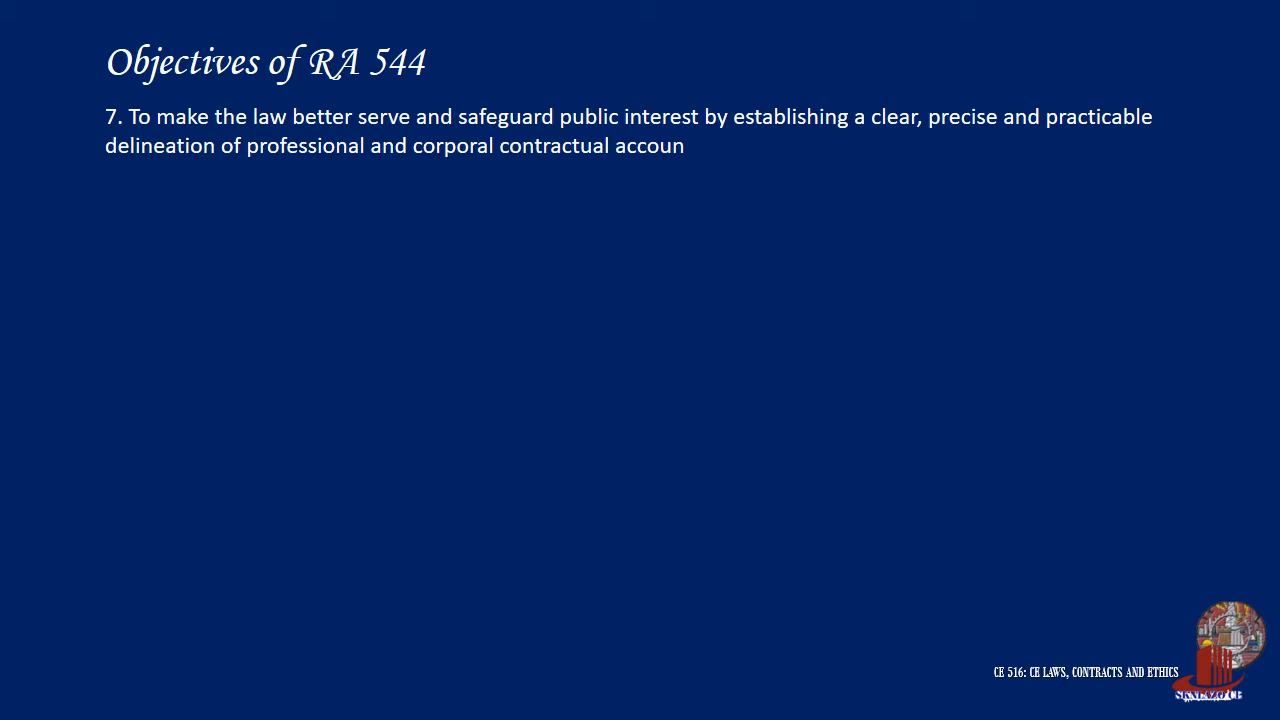 Objectives of RA 544
7. To make the law better serve and safeguard public interest by establishing a clear, precise and practicable
delineation of professional and corporal contractual accoun
CE 516: CE LAWS, CONTRACTS AND ETHICS